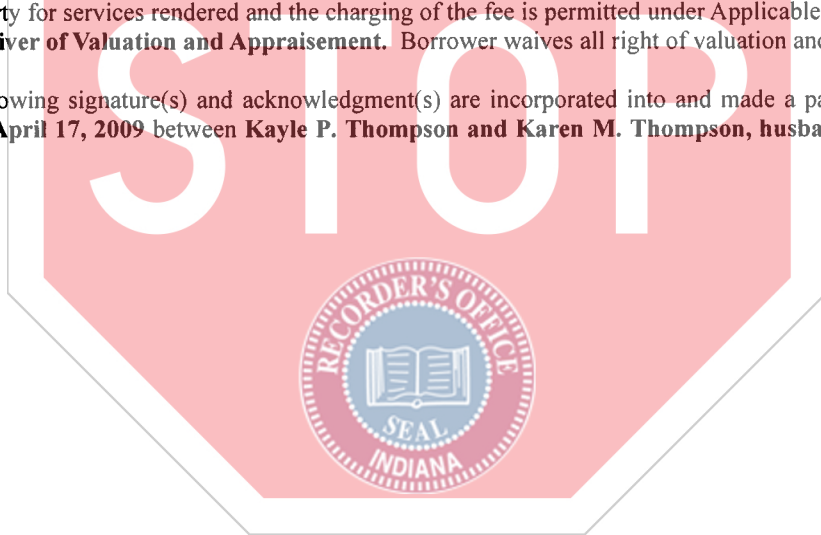 ty for services rendered and the charging of the fee is permitted under Applicable
iver of Valuation and Appraisement. Borrower waives all right of valuation and
owing signature(s) and acknowledgment(s) are incorporated into and made a pa
April 17, 2009 between Kayle P. Thompson and Karen M. Thompson, husba
STOP
RECORDER'S OFFICE
SEAL
INDIANA